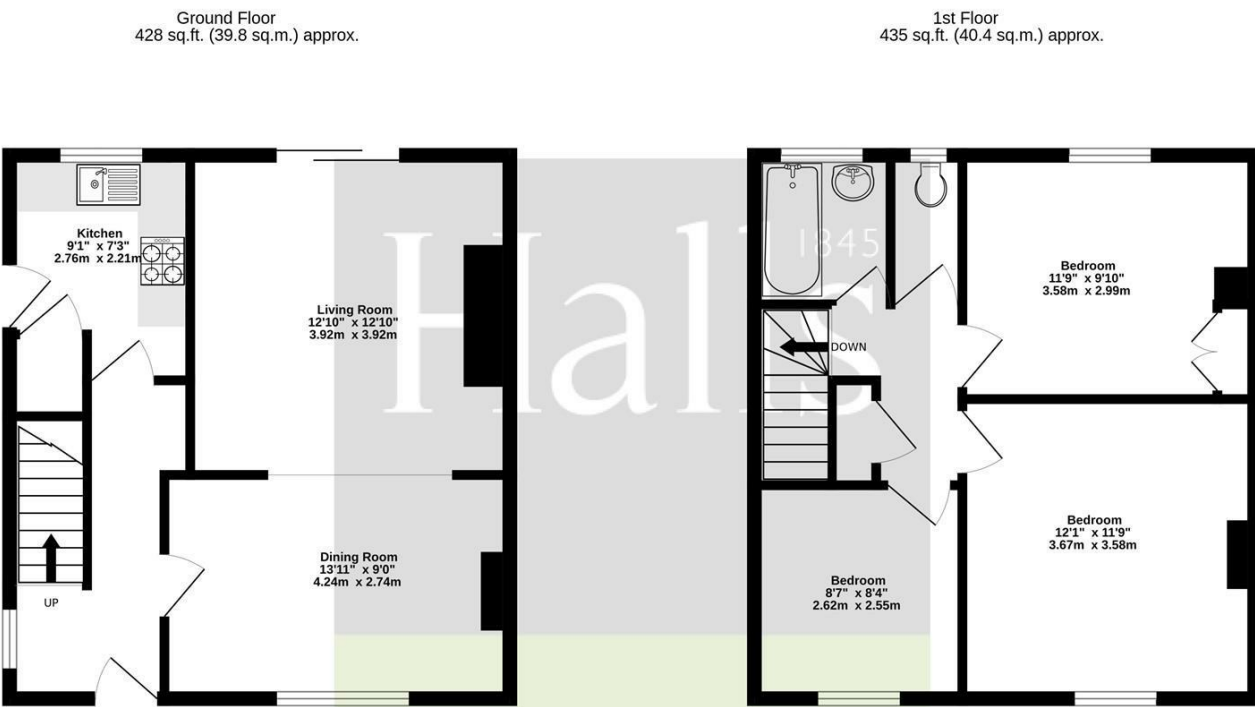 Ground Floor
428 sq.ft. (39.8 sq.m.) approx.
1st Floor
435 sq.ft. (40.4 sq.m.) approx.
Kitchen
9'1" x 7'3"
2.76m x 2.21m
Living Room
12'10" x 12'10"
3.92m x 3.92m
Dining Room
13'11" x 9'0"
4.24m x 2.74m
UP
Halls
1845
DOWN
Bedroom
11'9" x 9'10"
3.58m x 2.99m
Bedroom
12'1" x 11'9"
3.67m x 3.58m
Bedroom
8'7" x 8'4"
2.62m x 2.55m